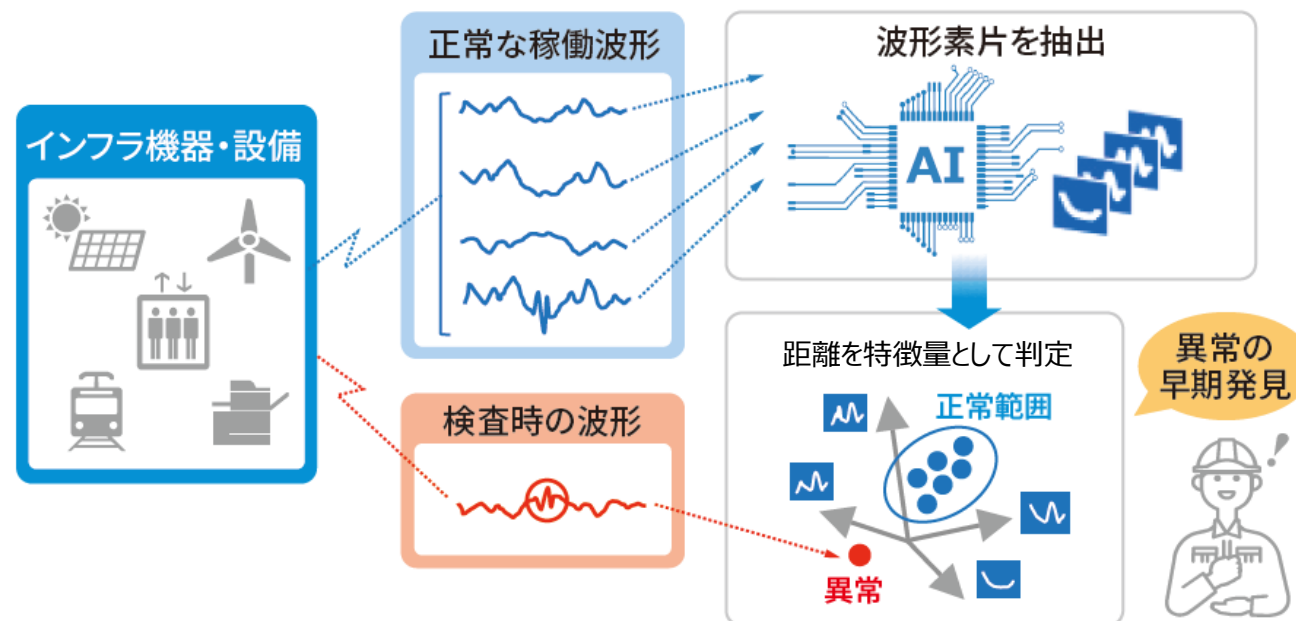 インフラ機器・設備
正常な稼働波形
検査時の波形
波形素片を抽出
AI
距離を特徴量として判定
正常範囲
異常
異常の
早期発見